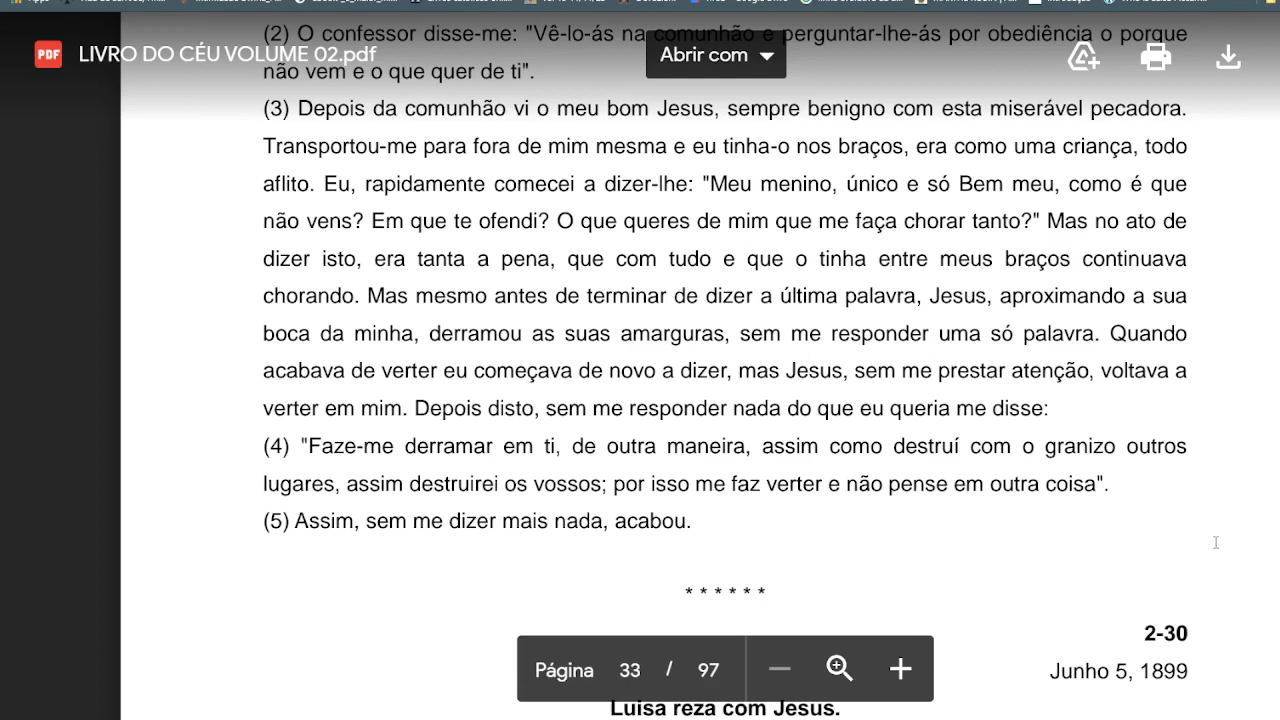 (2) O confessor disse-me: "Vê-lo-ás na comunhão e perguntar-lhe-ás por obediência o porque
LIVRO DO CÉU VOLUME 02.pdf
Abrir com
não vem e o que quer de ti".
(3) Depois da comunhão vi o meu bom Jesus, sempre benigno com esta miserável pecadora.
Transportou-me para fora de mim mesma e eu tinha-o nos braços, era como uma criança, todo
aflito. Eu, rapidamente comecei a dizer-lhe: "Meu menino, único e só Bem meu, como é que
não vens? Em que te ofendi? O que queres de mim que me faça chorar tanto?" Mas no ato de
dizer isto, era tanta a pena, que com tudo e que o tinha entre meus braços continuava
chorando. Mas mesmo antes de terminar de dizer a última palavra, Jesus, aproximando a sua
boca da minha, derramou as suas amarguras, sem me responder uma só palavra. Quando
acabava de verter eu começava de novo a dizer, mas Jesus, sem me prestar atenção, voltava a
verter em mim. Depois disto, sem me responder nada do que eu queria me disse:
(4) "Faze-me derramar em ti, de outra maneira, assim como destruí com o granizo outros
lugares, assim destruirei os vossos; por isso me faz verter e não pense em outra coisa".
(5) Assim, sem me dizer mais nada, acabou.
* * * * * *
2-30
Página 33 / 97
Junho 5, 1899
Luisa reza com Jesus.